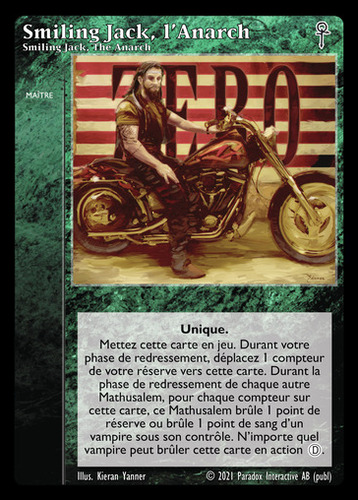 Smiling Jack, l'Anarch
Smiling Jack, The Anarch
MAÎTRE
ZERO
Yanner
Unique.
Mettez cette carte en jeu. Durant votre
phase de redressement, déplacez 1 compteur
de votre réserve vers cette carte. Durant la
phase de redressement de chaque autre
Mathusalem, pour chaque compteur sur
cette carte, ce Mathusalem brûle 1 point de
réserve ou brûle 1 point de sang d'un
vampire sous son contrôle. N'importe quel
vampire peut brûler cette carte en action Ⓓ.
Illus. Kieran Yanner © 2021 Paradox Interactive AB (publ)